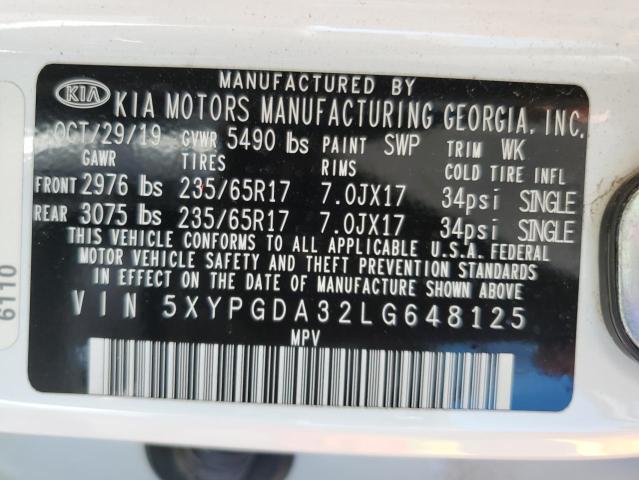 MANUFACTURED BY
KIA KIA MOTORS MANUFACTURING GEORGIA, INC.
OCT/29/19 GVWR 5490 lbs PAINT SWP TRIM WK
GAWR TIRES RIMS COLD TIRE INFL
FRONT 2976 lbs 235/65R17 7.0JX17 34psi SINGLE
REAR 3075 lbs 235/65R17 7.0JX17 34psi SINGLE
THIS VEHICLE CONFORMS TO ALL APPLICABLE U.S.A. FEDERAL
MOTOR VEHICLE SAFETY AND THEFT PREVENTION STANDARDS
IN EFFECT ON THE DATE OF MANUFACTURE SHOWN ABOVE
VIN 5XYPGDA32LG648125
MPV
6110